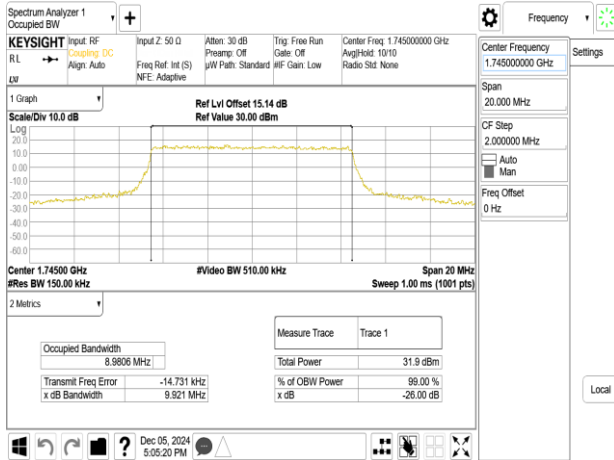 Spectrum Analyzer 1
Occupied BW
Frequency
KEYSIGHT
RL
LXI
Input: RF
Coupling: DC
Align: Auto
Input Z: 50 Ω
Freq Ref: Int (S)
NFE: Adaptive
Atten: 30 dB
Preamp: Off
µW Path: Standard
Trig: Free Run
Gate: Off
#IF Gain: Low
Center Freq: 1.745000000 GHz
Avg|Hold: 10/10
Radio Std: None
Center Frequency
1.745000000 GHz
Settings
Span
20.000 MHz
CF Step
2.000000 MHz
Auto
Man
Freq Offset
0 Hz
Local
1 Graph
Scale/Div 10.0 dB
Ref Lvl Offset 15.14 dB
Ref Value 30.00 dBm
Log
20.0
10.0
0.00
-10.0
-20.0
-30.0
-40.0
-50.0
-60.0
Center 1.74500 GHz
#Video BW 510.00 kHz
Span 20 MHz
#Res BW 150.00 kHz
Sweep 1.00 ms (1001 pts)
2 Metrics
Measure Trace Trace 1
Occupied Bandwidth
8.9806 MHz
Total Power 31.9 dBm
Transmit Freq Error -14.731 kHz
% of OBW Power 99.00 %
x dB Bandwidth 9.921 MHz
x dB -26.00 dB
?
Dec 05, 2024
5:05:20 PM